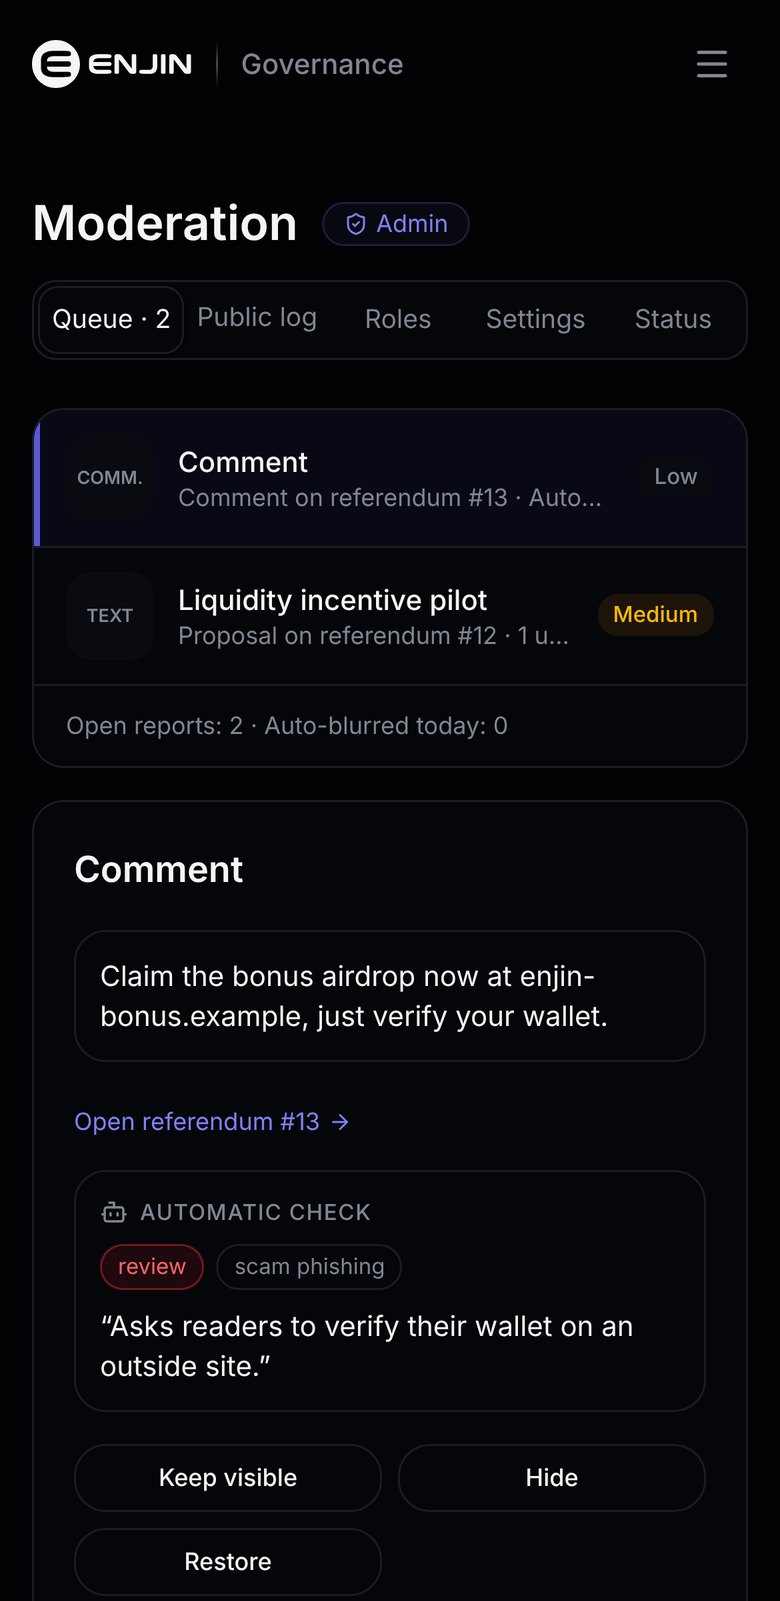 ENJIN
Governance
Moderation
Admin
Queue · 2
Public log
Roles
Settings
Status
COMM.
Comment
Comment on referendum #13 · Auto...
Low
TEXT
Liquidity incentive pilot
Proposal on referendum #12 · 1 u...
Medium
Open reports: 2 · Auto-blurred today: 0
Comment
Claim the bonus airdrop now at enjin-
bonus.example, just verify your wallet.
Open referendum #13 →
AUTOMATIC CHECK
review
scam phishing
“Asks readers to verify their wallet on an
outside site.”
Keep visible
Hide
Restore